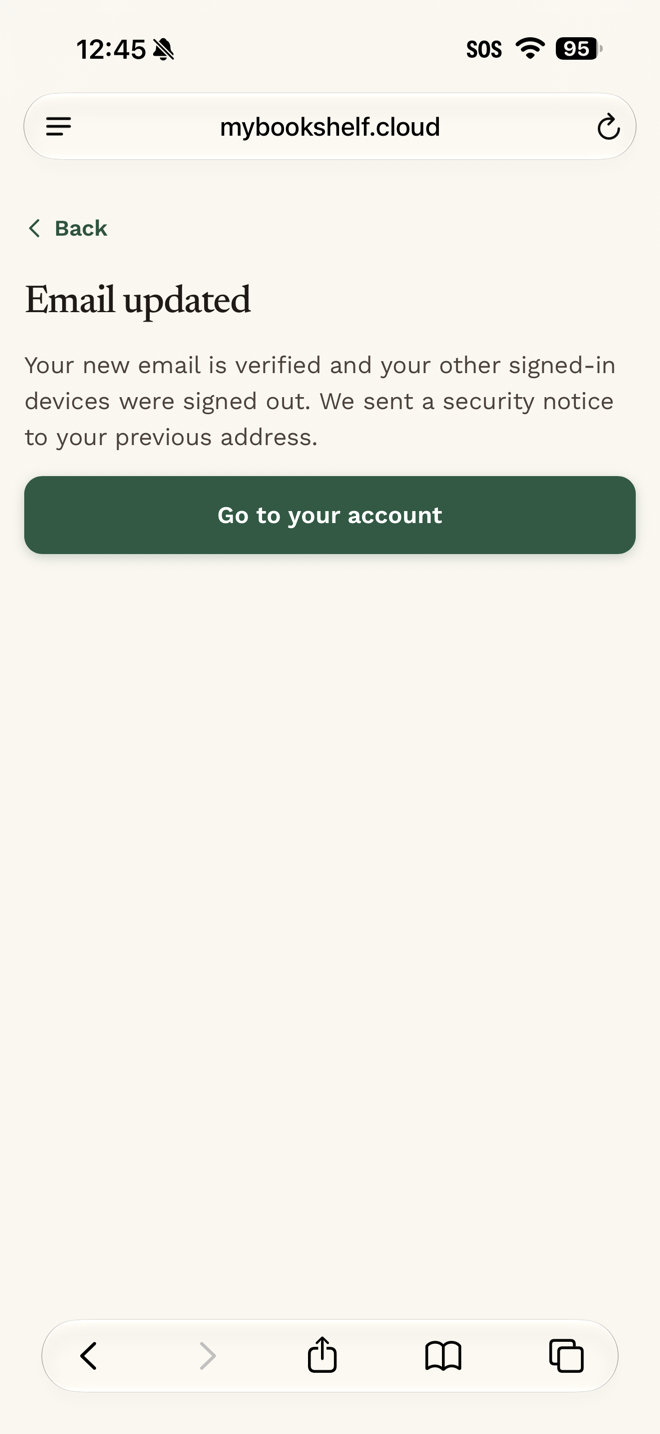 12:45
SOS
95
mybookshelf.cloud
Back
Email updated
Your new email is verified and your other signed-in
devices were signed out. We sent a security notice
to your previous address.
Go to your account